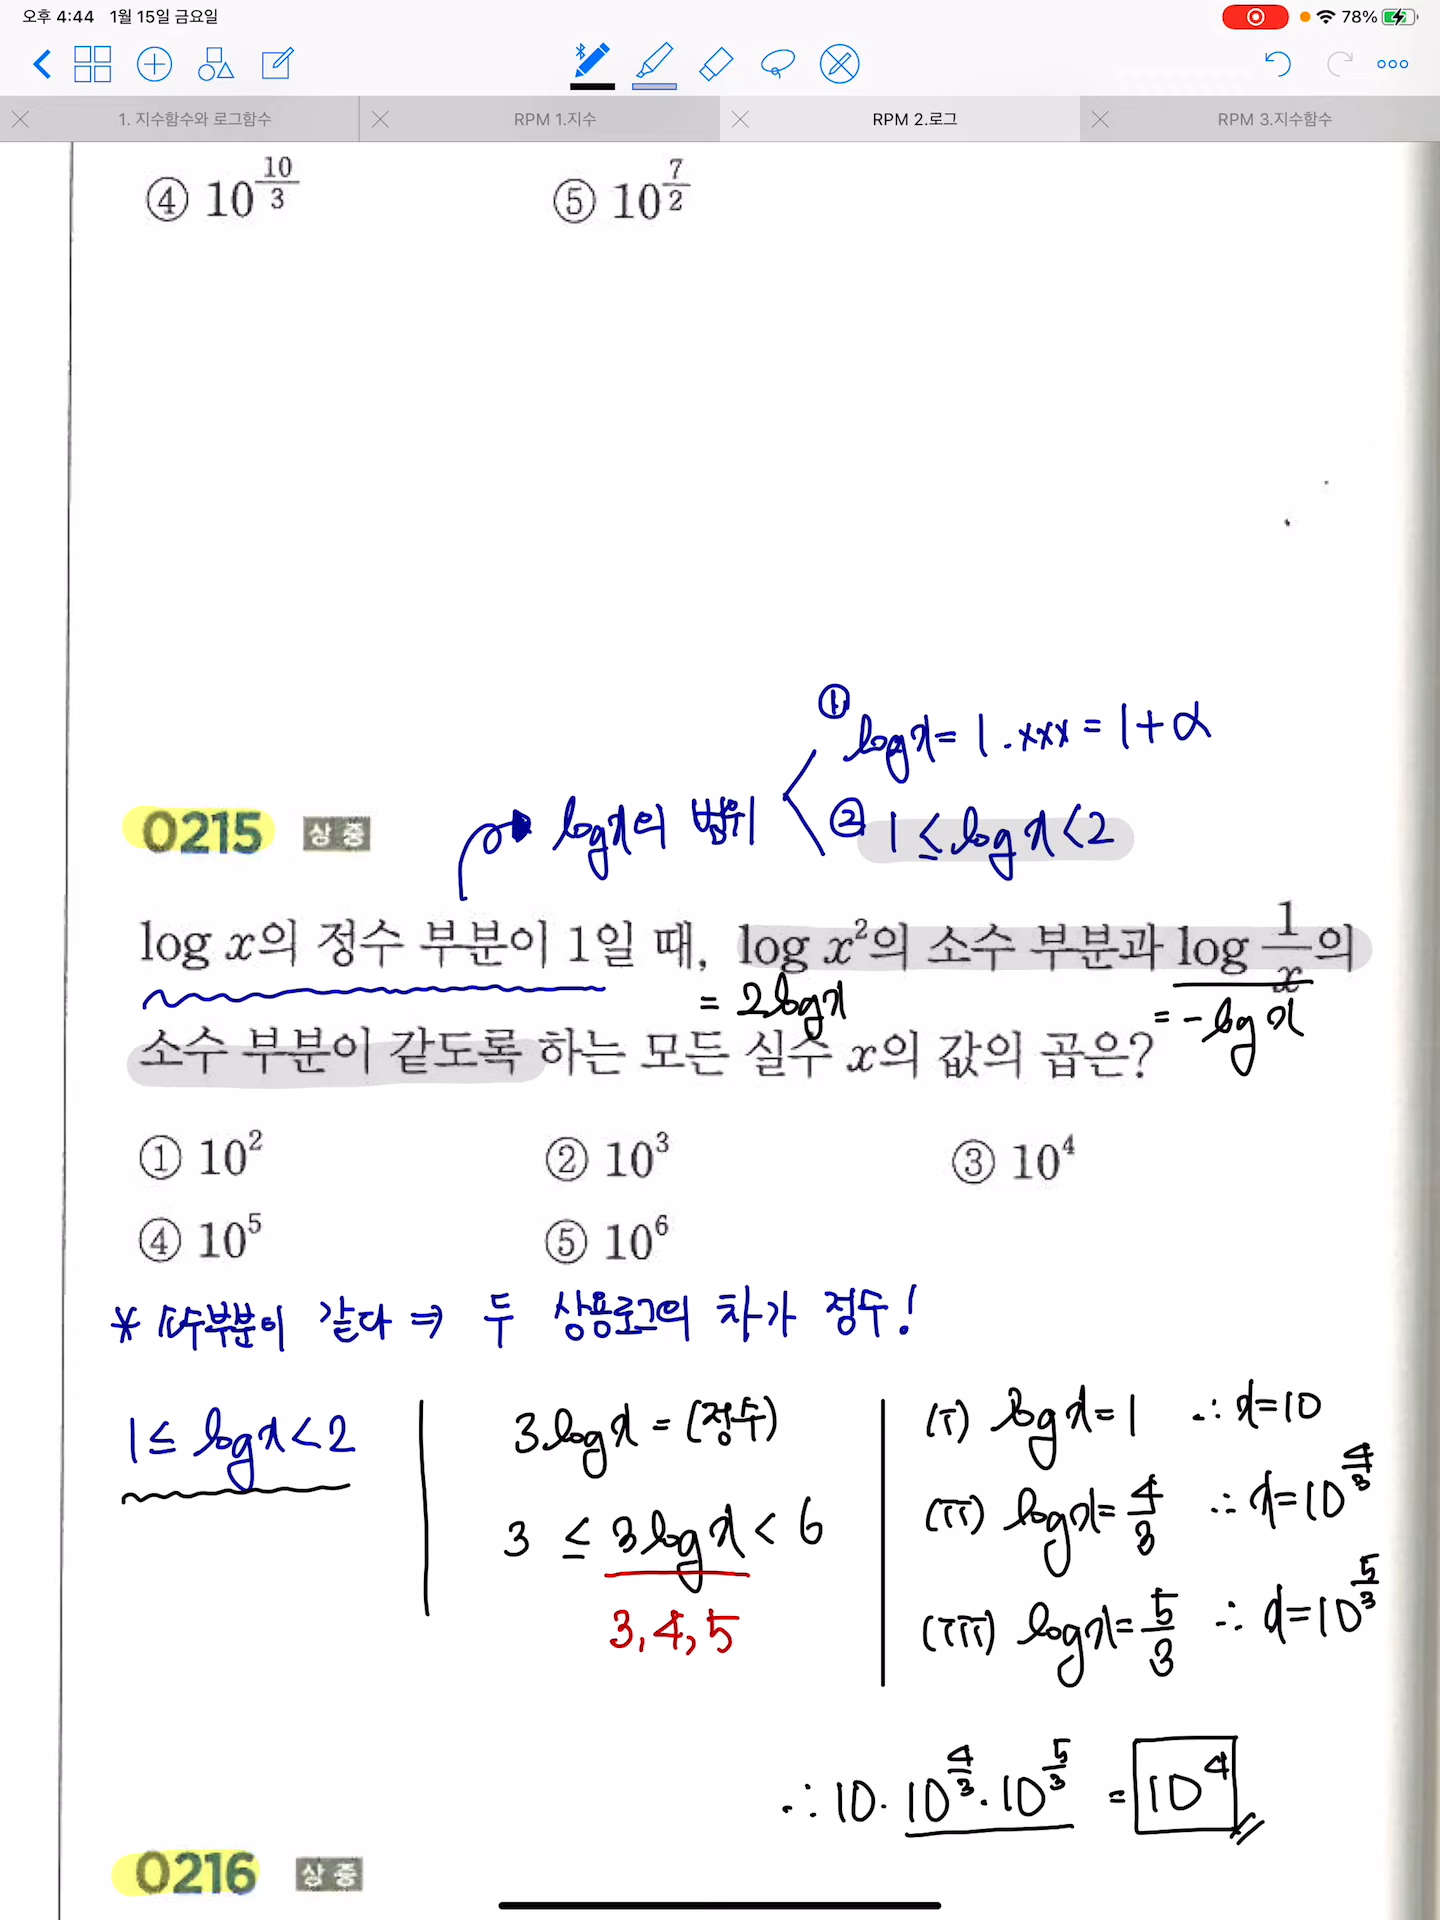 오후 4:44 1월 15일 금요일 78%
1. 지수함수와 로그함수 RPM 1.지수 RPM 2.로그 RPM 3.지수함수
④ 10^(10/3) ⑤ 10^(7/2)
① log x = 1.xxx = 1+α
log x의 범위
② 1 ≤ log x < 2
0215 상 중
log x의 정수 부분이 1일 때, log x²의 소수 부분과 log 1/x의
= 2log x = -log x
소수 부분이 같도록 하는 모든 실수 x의 값의 곱은?
① 10² ② 10³ ③ 10⁴
④ 10⁵ ⑤ 10⁶
* 소수부분이 같다 ⇒ 두 상용로그의 차가 정수!
1 ≤ log x < 2
3log x = (정수)
3 ≤ 3log x < 6
3, 4, 5
(i) log x = 1 ∴ x = 10
(ii) log x = 4/3 ∴ x = 10^(4/3)
(iii) log x = 5/3 ∴ x = 10^(5/3)
∴ 10 · 10^(4/3) · 10^(5/3) = 10⁴
0216 상 중